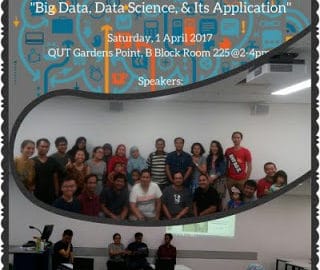 "Big Data, Data Science, & Its Application"
Saturday, 1 April 2017
QUT Gardens Point, B Block Room 225@2-4pm
Speakers: